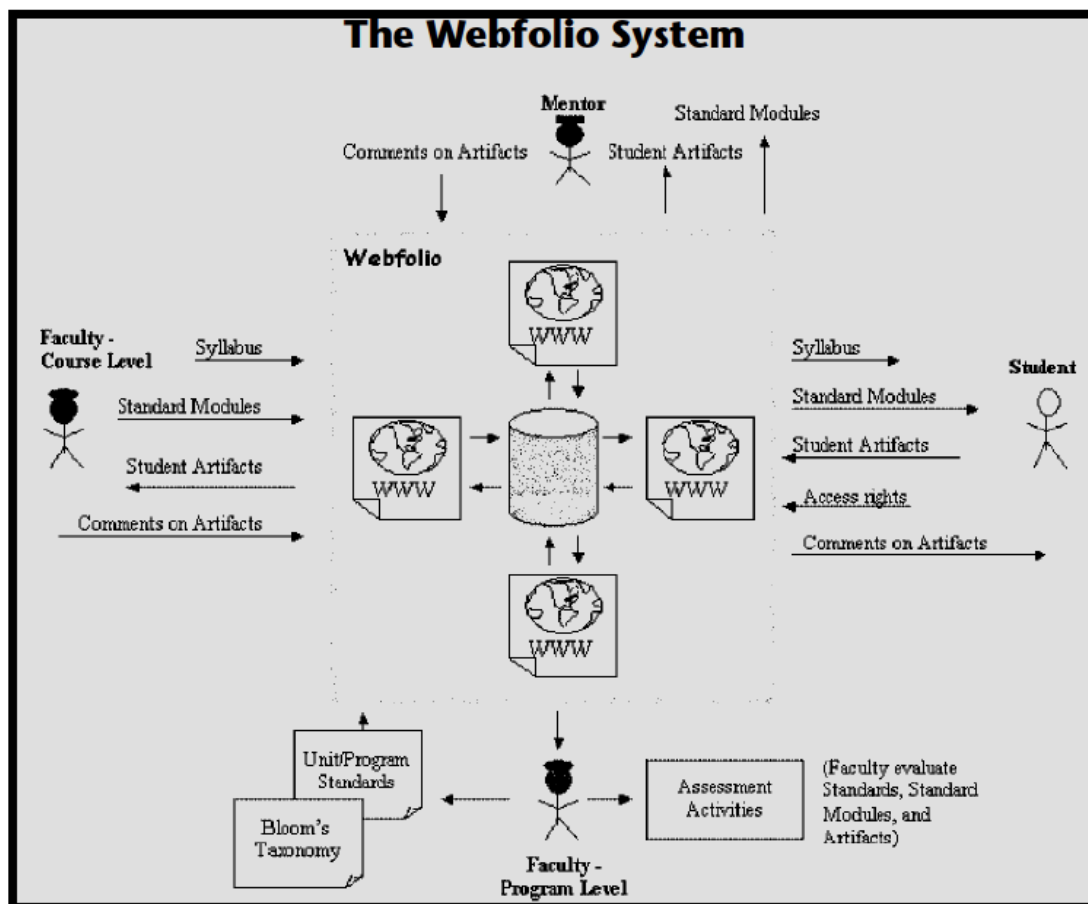 The Webfolio System
Mentor
Standard Modules
Comments on Artifacts
Student Artifacts
Webfolio
WWW
Faculty -
Course Level
Syllabus
Syllabus
Student
Standard Modules
Standard Modules
WWW
WWW
Student Artifacts
Student Artifacts
Access rights
Comments on Artifacts
Comments on Artifacts
WWW
Unit/Program
Standards
Bloom's
Taxonomy
Assessment
Activities
(Faculty evaluate
Standards, Standard
Modules, and
Artifacts)
Faculty -
Program Level